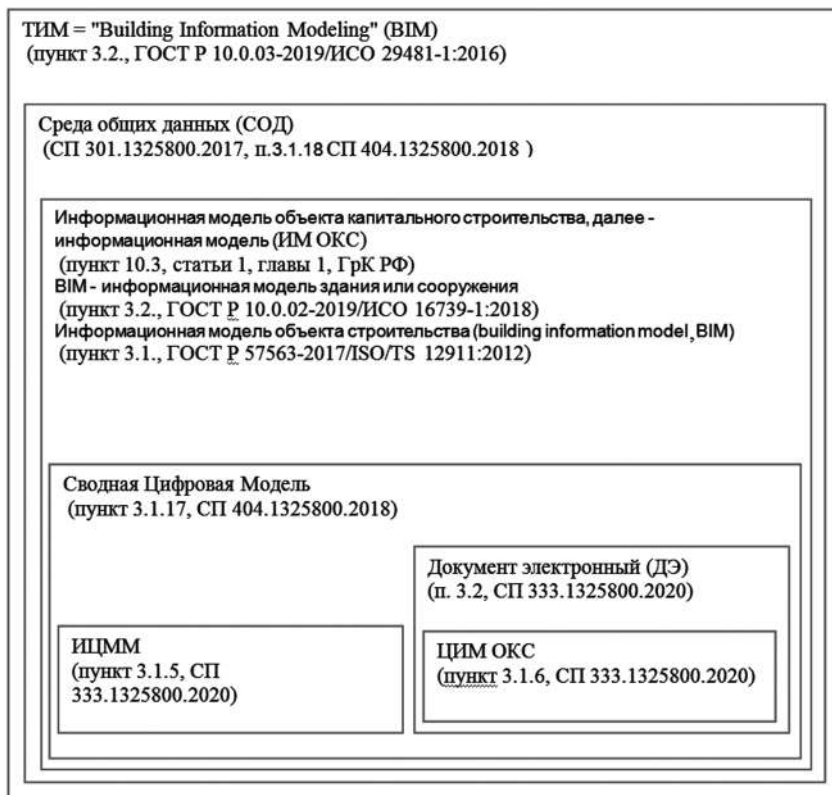 ТИМ = "Building Information Modeling" (BIM)
(пункт 3.2., ГОСТ Р 10.0.03-2019/ИСО 29481-1:2016)
Среда общих данных (СОД)
(СП 301.1325800.2017, п.3.1.18 СП 404.1325800.2018 )
Информационная модель объекта капитального строительства, далее -
информационная модель (ИМ ОКС)
(пункт 10.3, статьи 1, главы 1, ГрК РФ)
BIM - информационная модель здания или сооружения
(пункт 3.2., ГОСТ Р 10.0.02-2019/ИСО 16739-1:2018)
Информационная модель объекта строительства (building information model, BIM)
(пункт 3.1., ГОСТ Р 57563-2017/ISO/TS 12911:2012)
Сводная Цифровая Модель
(пункт 3.1.17, СП 404.1325800.2018)
Документ электронный (ДЭ)
(п. 3.2, СП 333.1325800.2020)
ИЦММ
(пункт 3.1.5, СП
333.1325800.2020)
ЦИМ ОКС
(пункт 3.1.6, СП 333.1325800.2020)